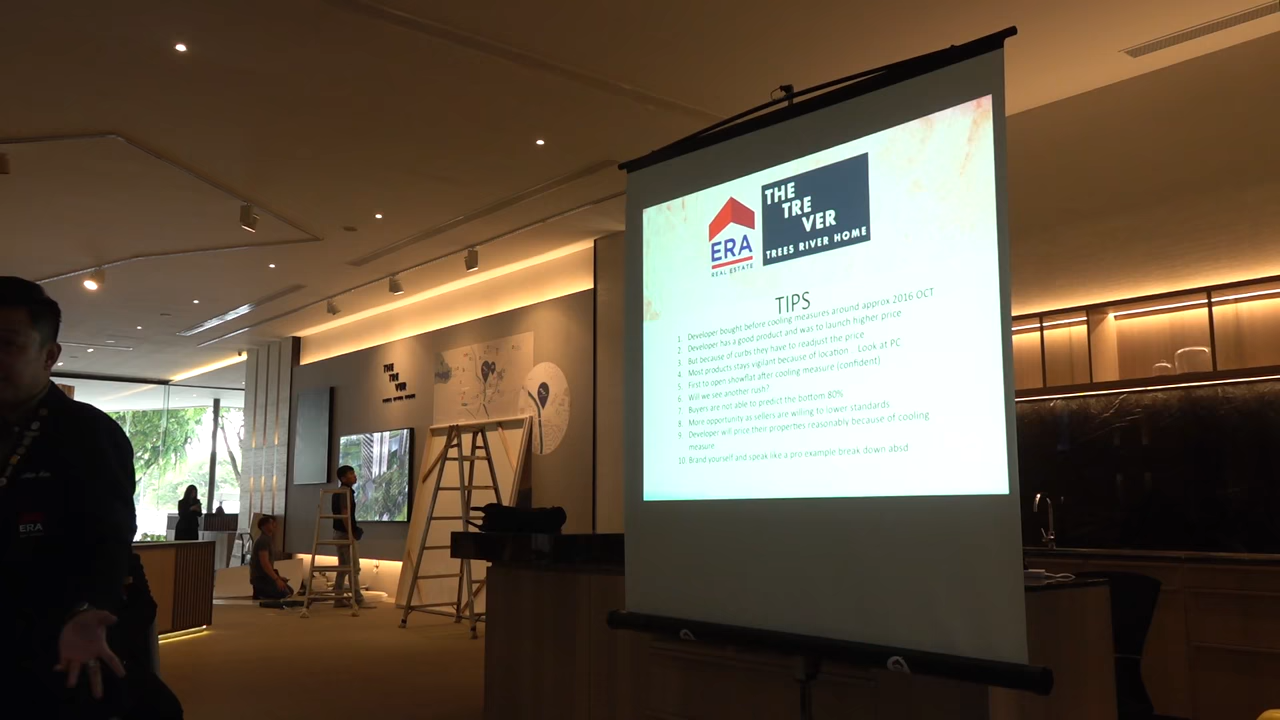 THE
TRE
VER
TREES RIVER HOME
ERA
REAL ESTATE
TIPS
1. Developer bought before cooling measures around approx 2016 OCT
2. Developer has a good product and was to launch higher price
3. But because of curbs they have to readjust the price
4. Most products stays vigilant because of location .. Look at PC
5. First to open showflat after cooling measure (confident)
6. Will we see another rush?
7. Buyers are not able to predict the bottom 80%
8. More opportunity as sellers are willing to lower standards
9. Developer will price their properties reasonably because of cooling
measure
10. Brand yourself and speak like a pro example break down absd
THE
TRE
VER
ERA